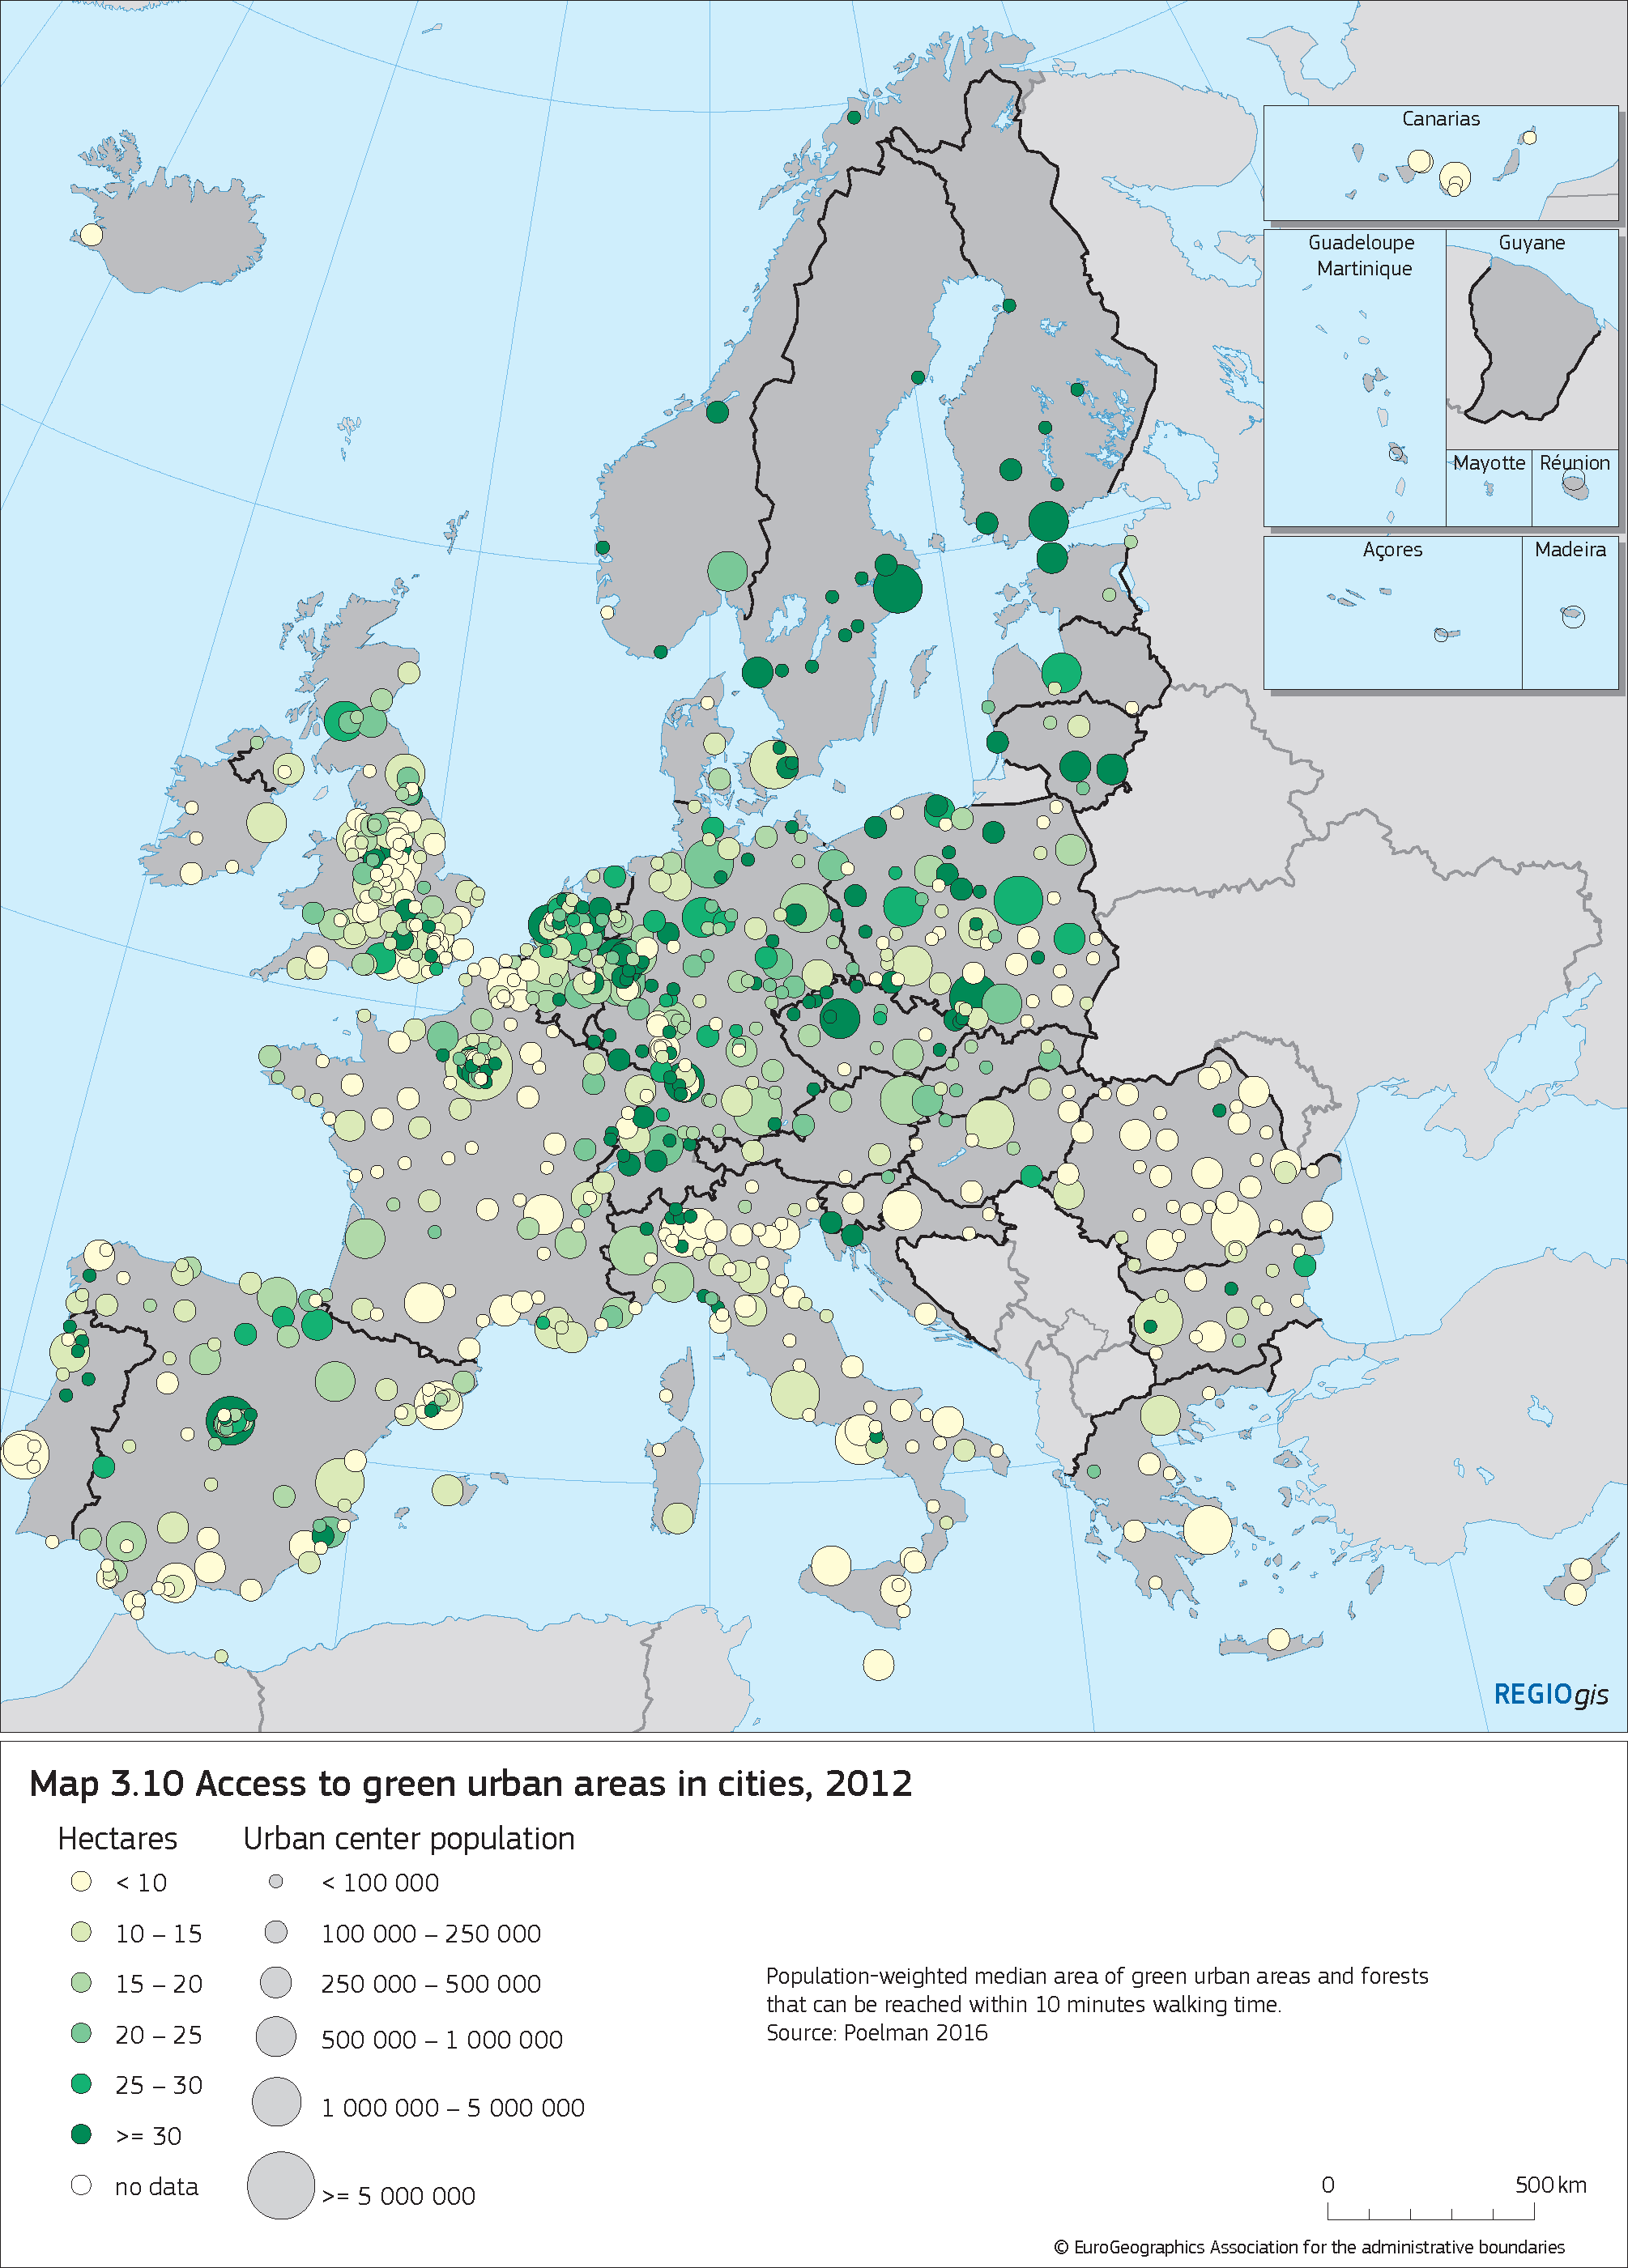 Canarias
Guadeloupe
Martinique
Guyane
Mayotte
Réunion
Açores
Madeira
REGIOgis
Map 3.10 Access to green urban areas in cities, 2012
Hectares
< 10
10 – 15
15 – 20
20 – 25
25 – 30
>= 30
no data
Urban center population
< 100 000
100 000 – 250 000
250 000 – 500 000
500 000 – 1 000 000
1 000 000 – 5 000 000
>= 5 000 000
Population-weighted median area of green urban areas and forests
that can be reached within 10 minutes walking time.
Source: Poelman 2016
0 500 km
© EuroGeographics Association for the administrative boundaries